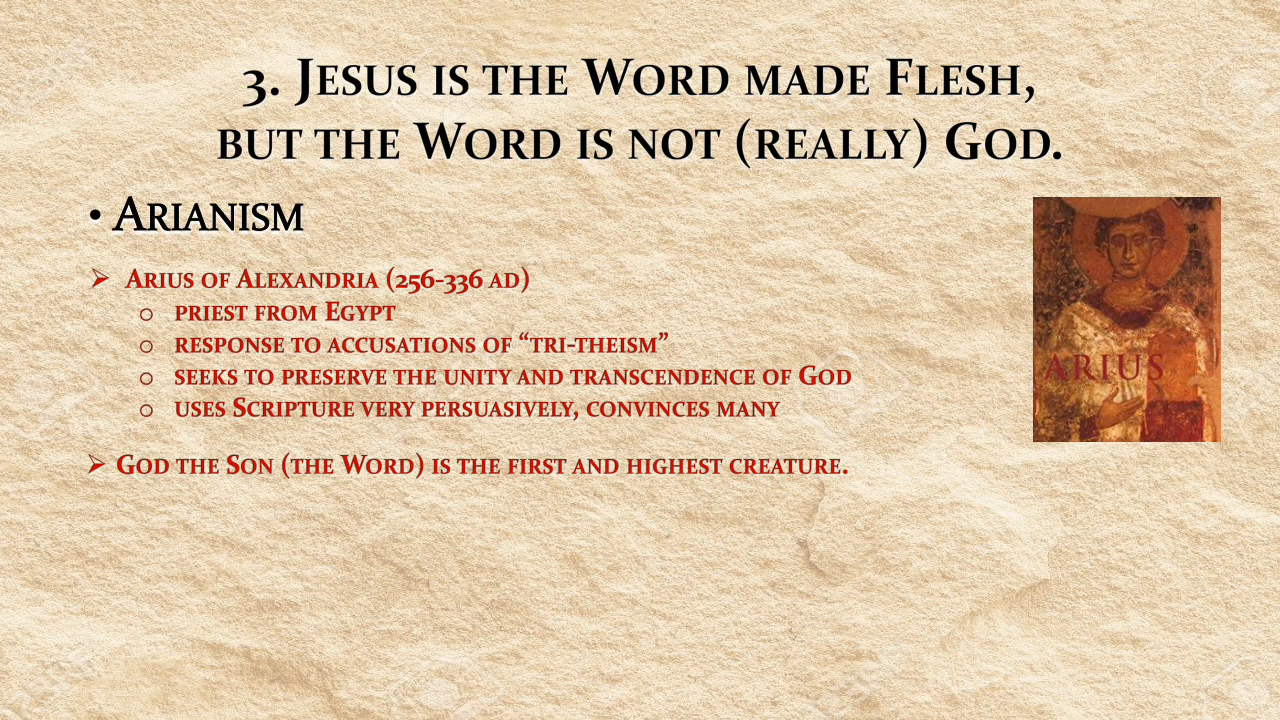 3. Jesus is the Word made Flesh,
but the Word is not (really) God.
• Arianism
➢ Arius of Alexandria (256-336 ad)
o priest from Egypt
o response to accusations of “tri-theism”
o seeks to preserve the unity and transcendence of God
o uses Scripture very persuasively, convinces many
➢ God the Son (the Word) is the first and highest creature.
ARIUS